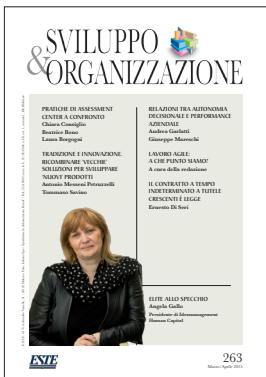 SVILUPPO
&ORGANIZZAZIONE
PRATICHE DI ASSESSMENT
CENTER A CONFRONTO
Chiara Consiglio
Beatrice Bono
Laura Borgogni
TRADIZIONE E INNOVAZIONE.
RICOMBINARE 'VECCHIE'
SOLUZIONI PER SVILUPPARE
'NUOVI' PRODOTTI
Antonio Messeni Petruzzelli
Tommaso Savino
RELAZIONI TRA AUTONOMIA
DECISIONALE E PERFORMANCE
AZIENDALE
Andrea Garlatti
Giuseppe Mareschi
LAVORO AGILE:
A CHE PUNTO SIAMO?
A cura della redazione
IL CONTRATTO A TEMPO
INDETERMINATO A TUTELE
CRESCENTI È LEGGE
Ernesto Di Seri
ELITE ALLO SPECCHIO
Angela Gallo
Presidente di Idemanagement
Human Capital
ESTE
263
Marzo/Aprile 2015